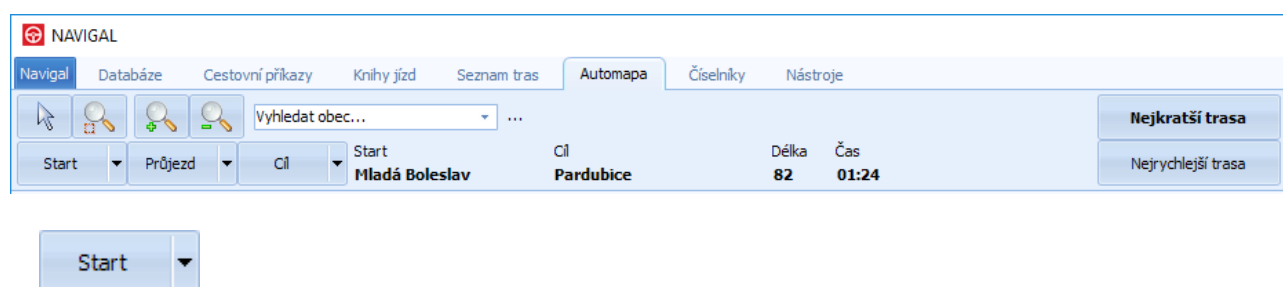 NAVIGAL
Navigal Databáze Cestovní příkazy Knihy jízd Seznam tras Automapa Číselníky Nástroje
Vyhledat obec... ... Nejkratší trasa
Start Průjezd Cíl Start Cíl Délka Čas Nejrychlejší trasa
Mladá Boleslav Pardubice 82 01:24
Start